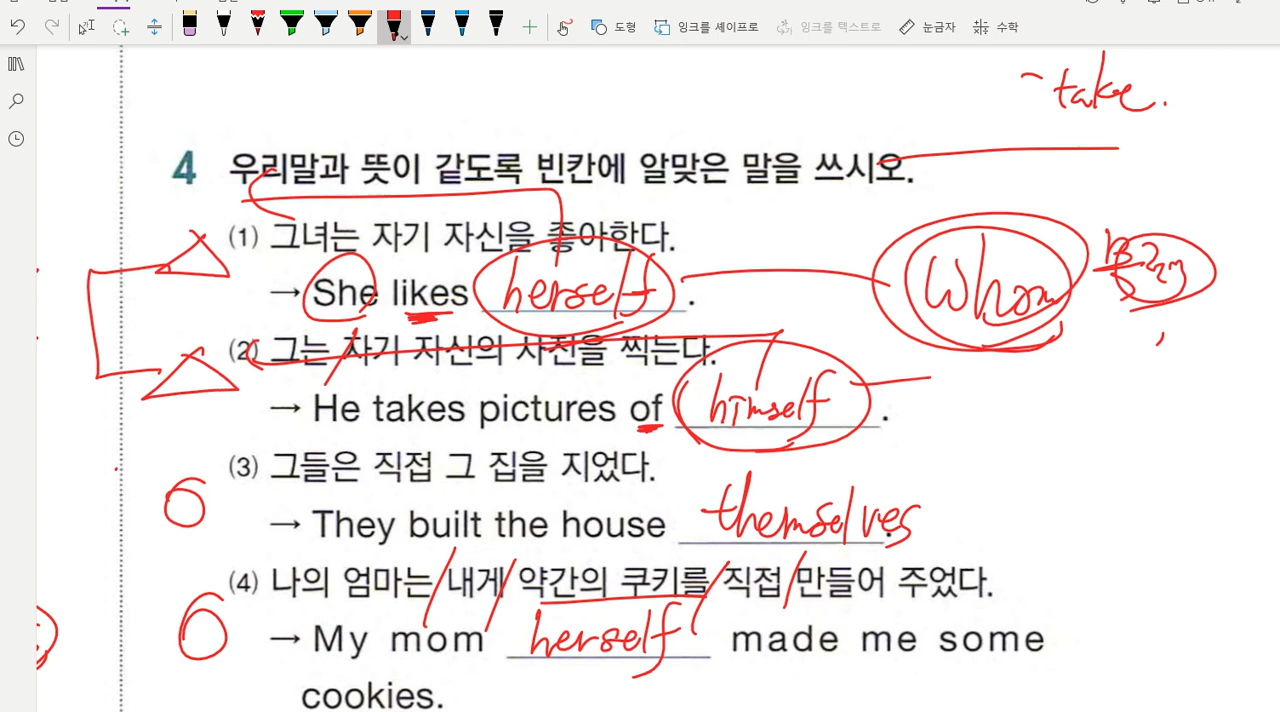 도형 잉크를 셰이프로 잉크를 텍스트로 눈금자 수학
take.
4 우리말과 뜻이 같도록 빈칸에 알맞은 말을 쓰시오.
(1) 그녀는 자기 자신을 좋아한다.
→ She likes herself.
Whom
(2) 그는 자기 자신의 사진을 찍는다.
→ He takes pictures of himself.
(3) 그들은 직접 그 집을 지었다.
→ They built the house themselves.
(4) 나의 엄마는 내게 약간의 쿠키를 직접 만들어 주었다.
→ My mom herself made me some
cookies.